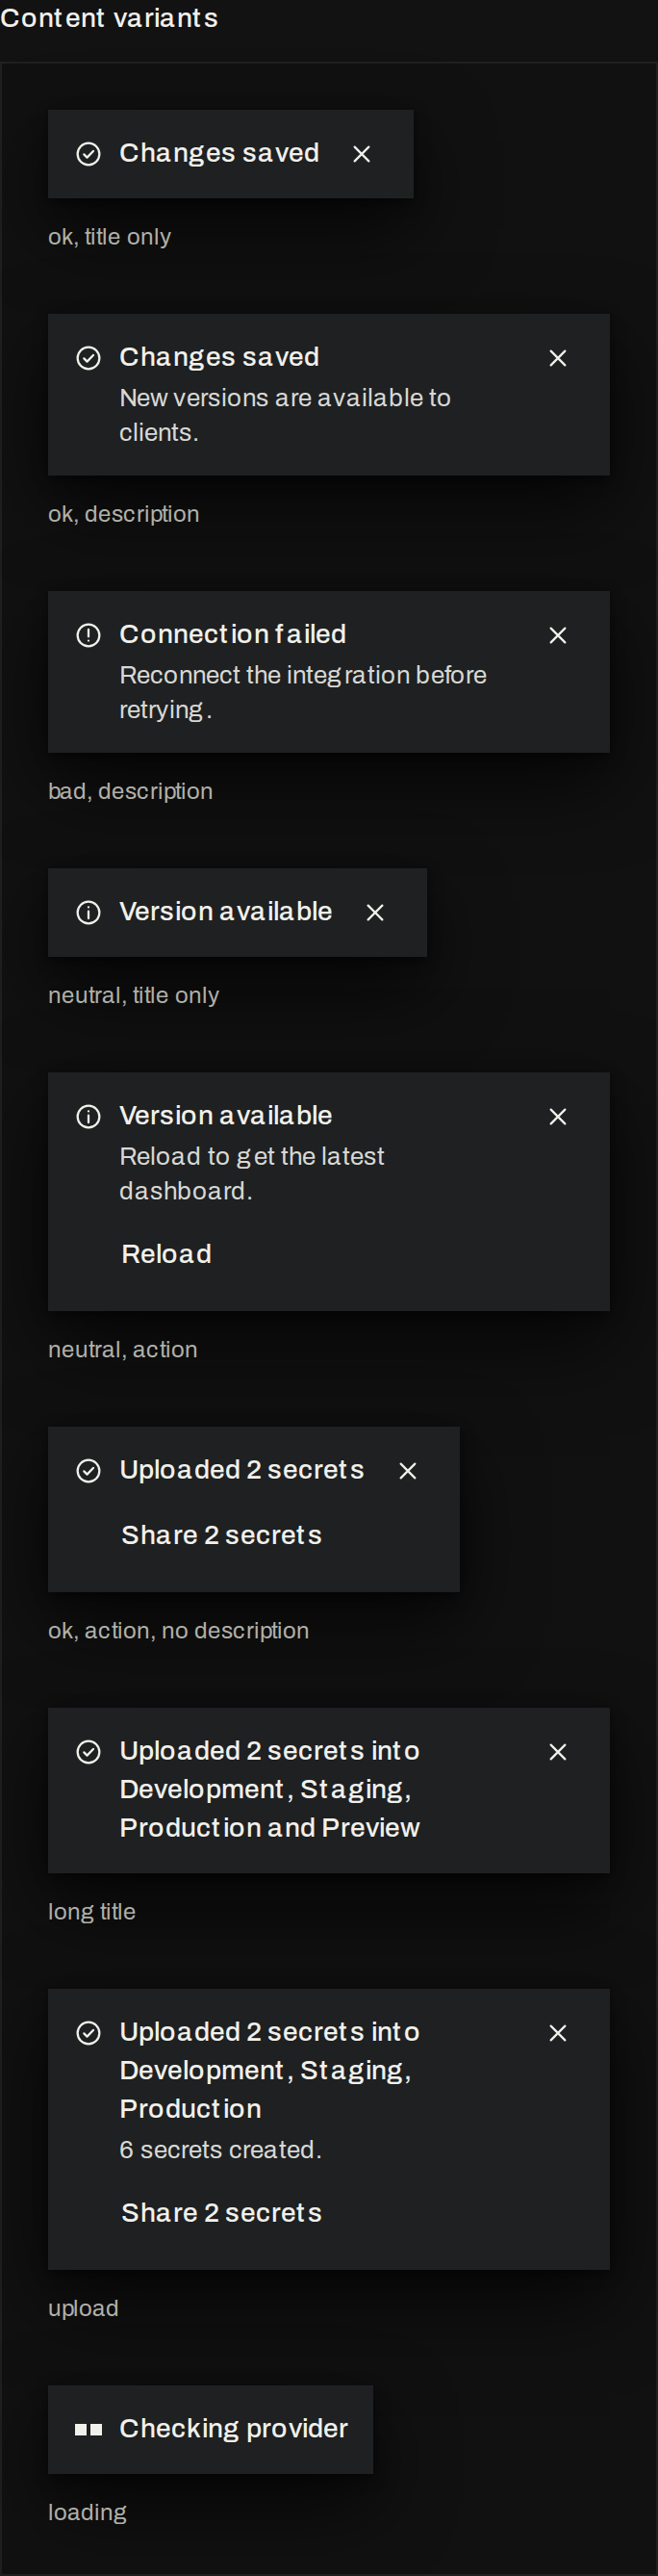 Content variants
Changes saved
ok, title only
Changes saved
New versions are available to
clients.
ok, description
Connection failed
Reconnect the integration before
retrying.
bad, description
Version available
neutral, title only
Version available
Reload to get the latest
dashboard.
Reload
neutral, action
Uploaded 2 secrets
Share 2 secrets
ok, action, no description
Uploaded 2 secrets into
Development, Staging,
Production and Preview
long title
Uploaded 2 secrets into
Development, Staging,
Production
6 secrets created.
Share 2 secrets
upload
Checking provider
loading